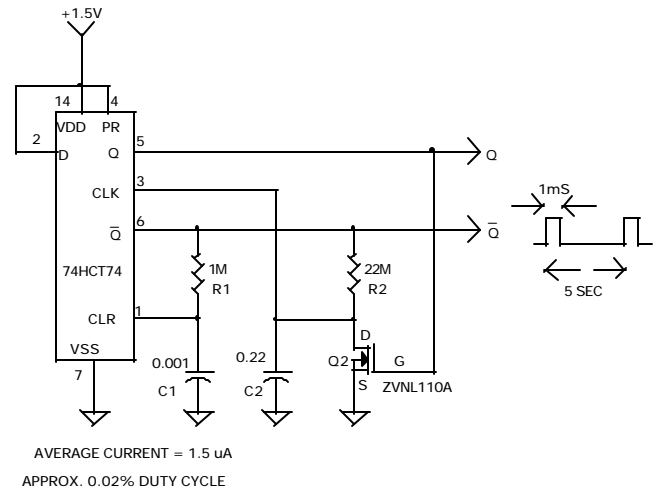 +1.5V
14
4
VDD
PR
2
D
Q
5
Q
CLK
3
1mS
Q̅
6
Q̅
74HCT74
1M
R1
22M
R2
5 SEC
CLR
1
VSS
7
0.001
C1
0.22
C2
D
Q2
G
S
ZVNL110A
AVERAGE CURRENT = 1.5 uA
APPROX. 0.02% DUTY CYCLE